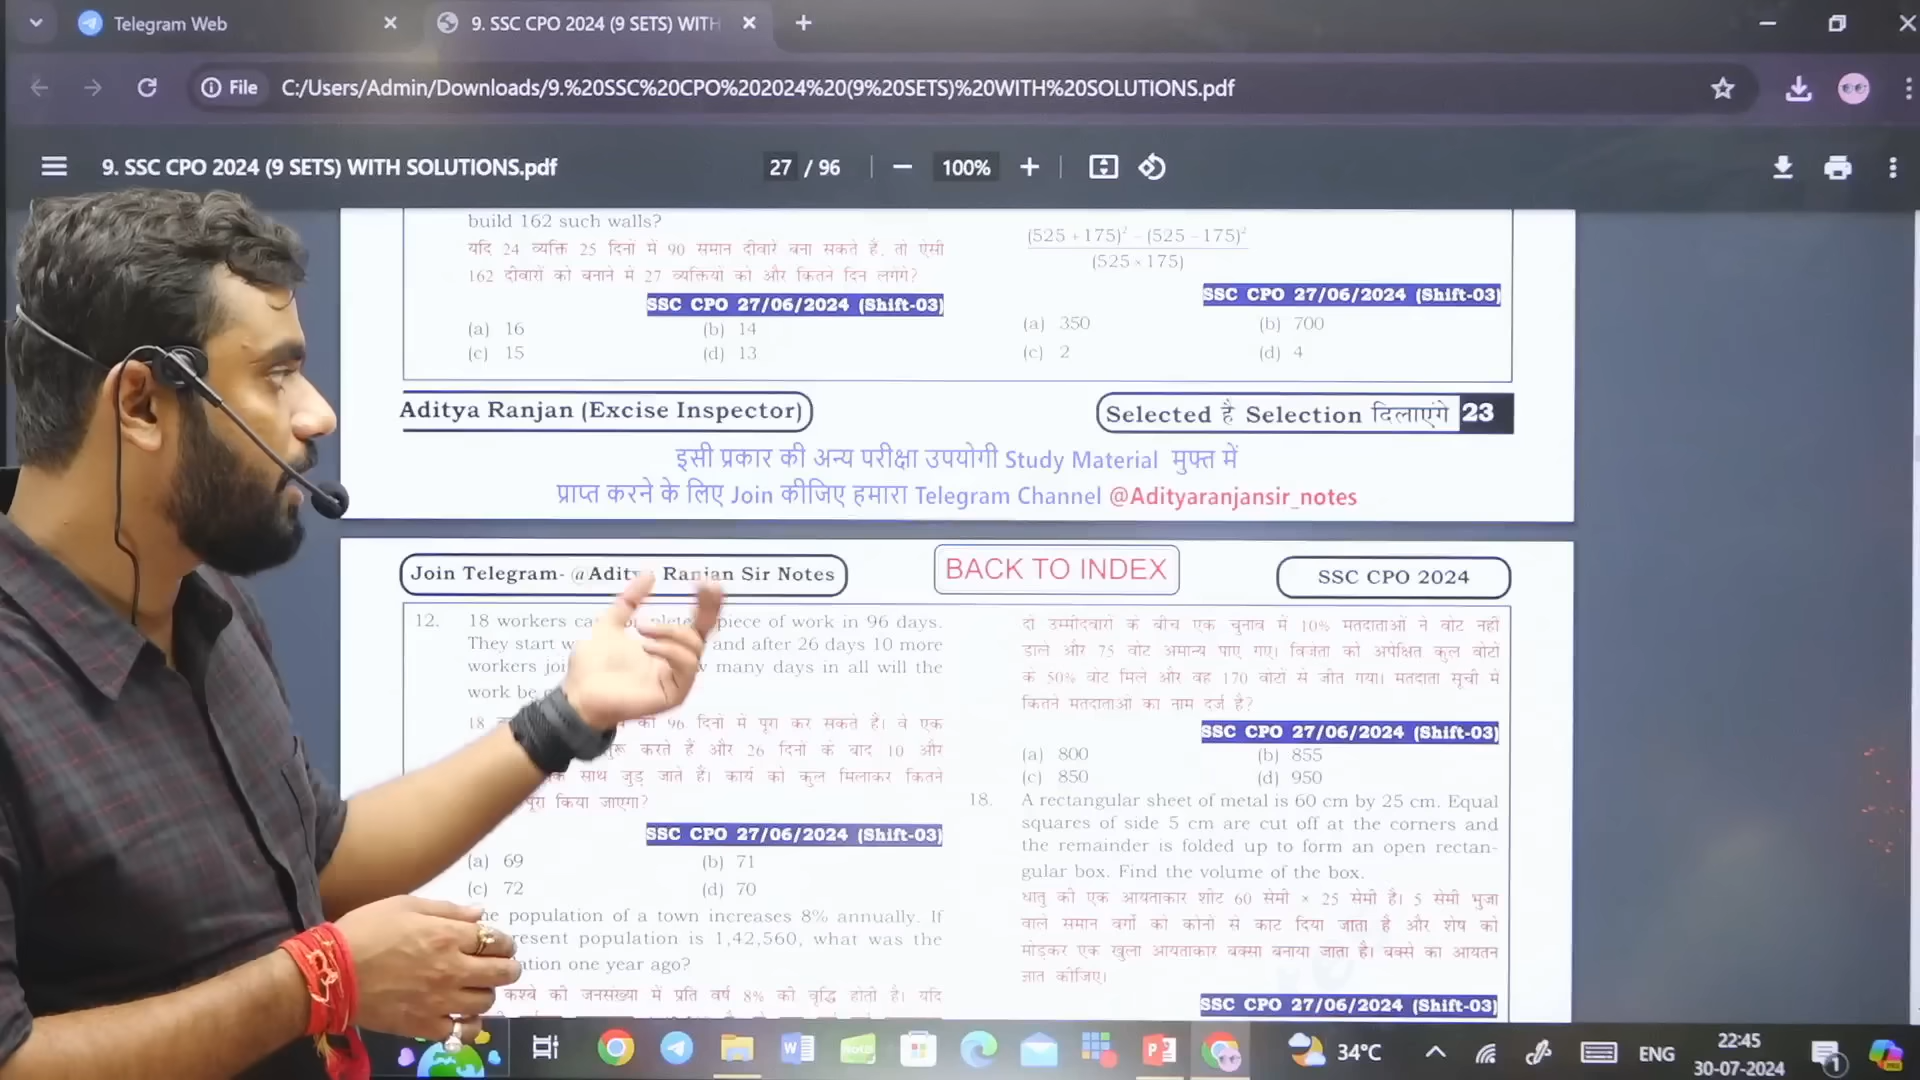 Telegram Web
9. SSC CPO 2024 (9 SETS) WITH
File
C:/Users/Admin/Downloads/9.%20SSC%20CPO%202024%20(9%20SETS)%20WITH%20SOLUTIONS.pdf
9. SSC CPO 2024 (9 SETS) WITH SOLUTIONS.pdf
27 / 96
100%
build 162 such walls?
यदि 24 व्यक्ति 25 दिनों में 90 समान दीवारें बना सकते हैं, तो ऐसी
162 दीवारों को बनाने में 27 व्यक्तियों को और कितने दिन लगेंगे?
SSC CPO 27/06/2024 (Shift-03)
(a) 16 (b) 14
(c) 15 (d) 13
(525 + 175)² – (525 – 175)²
(525 × 175)
SSC CPO 27/06/2024 (Shift-03)
(a) 350 (b) 700
(c) 2 (d) 4
Aditya Ranjan (Excise Inspector)
Selected है Selection दिलाएंगे 23
इसी प्रकार की अन्य परीक्षा उपयोगी Study Material मुफ्त में
प्राप्त करने के लिए Join कीजिए हमारा Telegram Channel @Adityaranjansir_notes
Join Telegram- @Aditya Ranjan Sir Notes
BACK TO INDEX
SSC CPO 2024
12. 18 workers piece of work in 96 days.
They start and after 26 days 10 more
workers many days in all will the
work be
18 को 96 दिनों में पूरा कर सकते हैं। वे एक
करते हैं और 26 दिनों के बाद 10 और
साथ जुड़ जाते हैं। कार्य को कुल मिलाकर कितने
पूरा किया जाएगा?
SSC CPO 27/06/2024 (Shift-03)
(a) 69 (b) 71
(c) 72 (d) 70
population of a town increases 8% annually. If
present population is 1,42,560, what was the
one year ago?
कस्बे की जनसंख्या में प्रति वर्ष 8% की वृद्धि होती है। यदि
दो उम्मीदवारों के बीच एक चुनाव में 10% मतदाताओं ने वोट नहीं
डाले और 75 वोट अमान्य पाए गए। विजेता को अपेक्षित कुल वोटों
के 50% वोट मिले और वह 170 वोटों से जीत गया। मतदाता सूची में
कितने मतदाताओं का नाम दर्ज है?
SSC CPO 27/06/2024 (Shift-03)
(a) 800 (b) 855
(c) 850 (d) 950
18. A rectangular sheet of metal is 60 cm by 25 cm. Equal
squares of side 5 cm are cut off at the corners and
the remainder is folded up to form an open rectan-
gular box. Find the volume of the box.
धातु की एक आयताकार शीट 60 सेमी × 25 सेमी है। 5 सेमी भुजा
वाले समान वर्गों को कोनों से काट दिया जाता है और शेष को
मोड़कर एक खुला आयताकार बक्सा बनाया जाता है। बक्से का आयतन
ज्ञात कीजिए।
SSC CPO 27/06/2024 (Shift-03)
34°C
ENG
22:45
30-07-2024